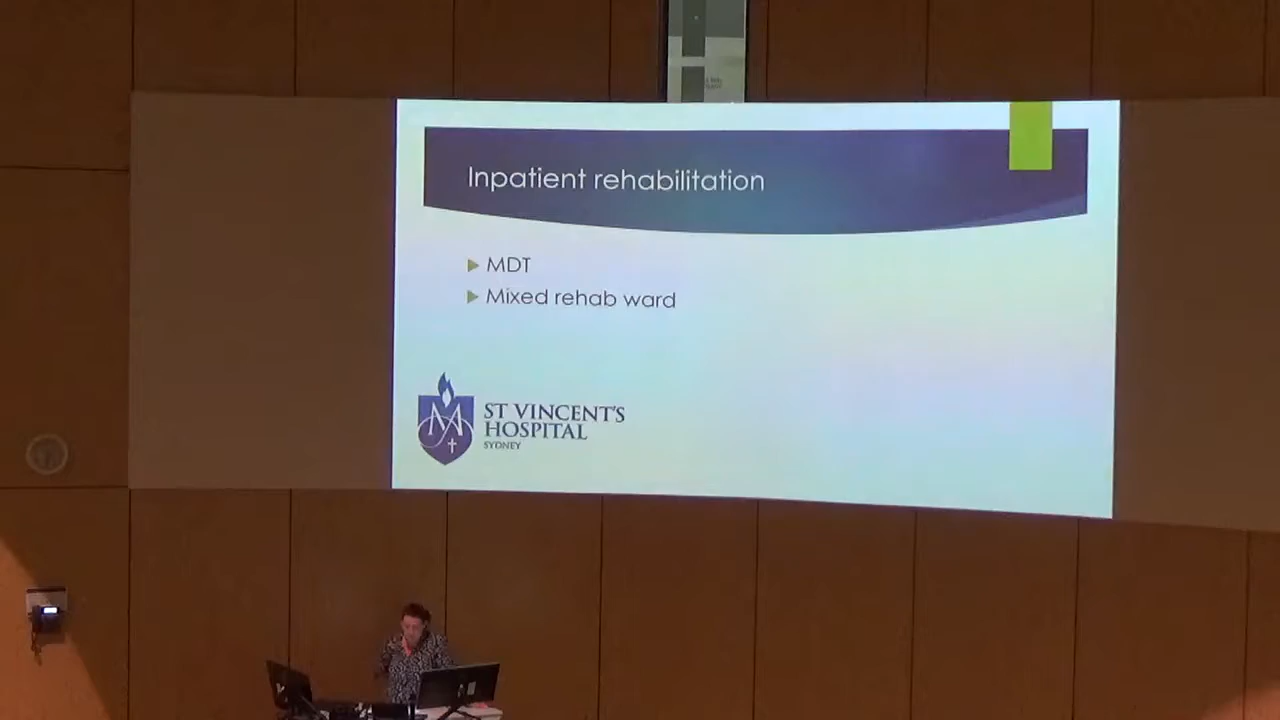 Inpatient rehabilitation
MDT
Mixed rehab ward
ST VINCENT'S
HOSPITAL
SYDNEY